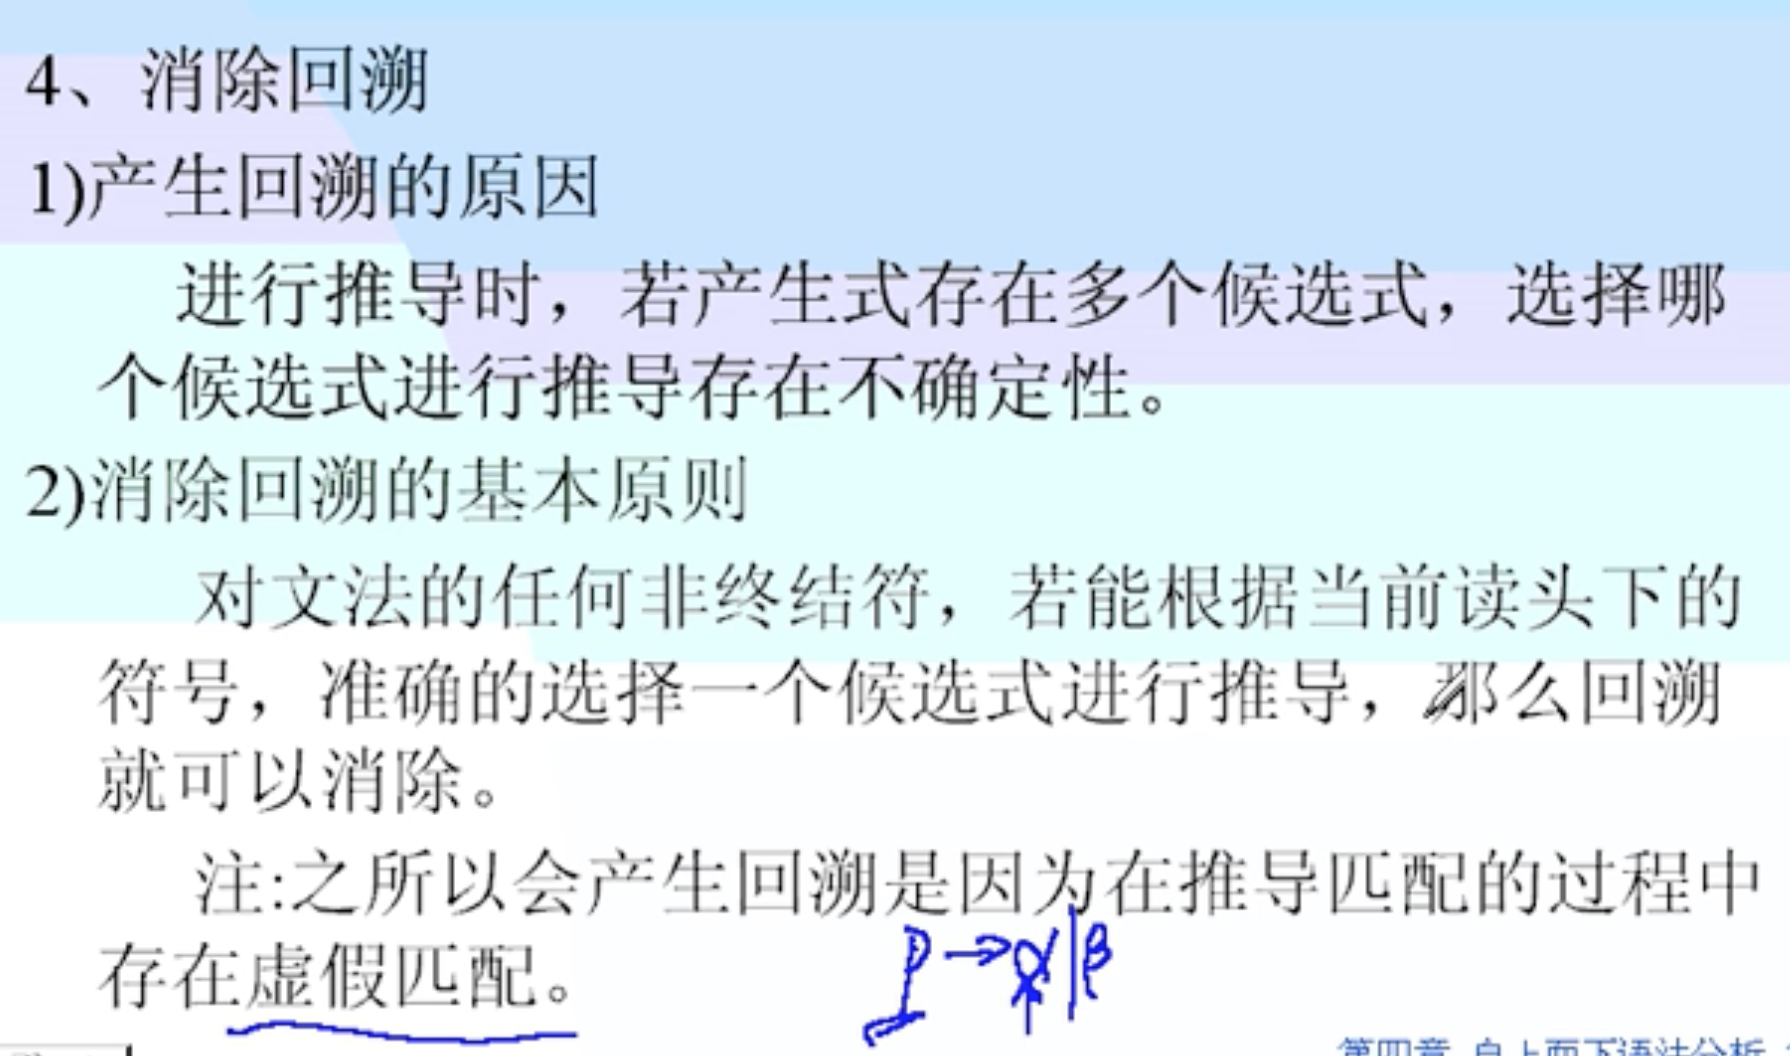 4、消除回溯
1)产生回溯的原因
进行推导时，若产生式存在多个候选式，选择哪
个候选式进行推导存在不确定性。
2)消除回溯的基本原则
对文法的任何非终结符，若能根据当前读头下的
符号，准确的选择一个候选式进行推导，那么回溯
就可以消除。
注:之所以会产生回溯是因为在推导匹配的过程中
存在虚假匹配。
P→α|β
第四章 自上而下语法分析